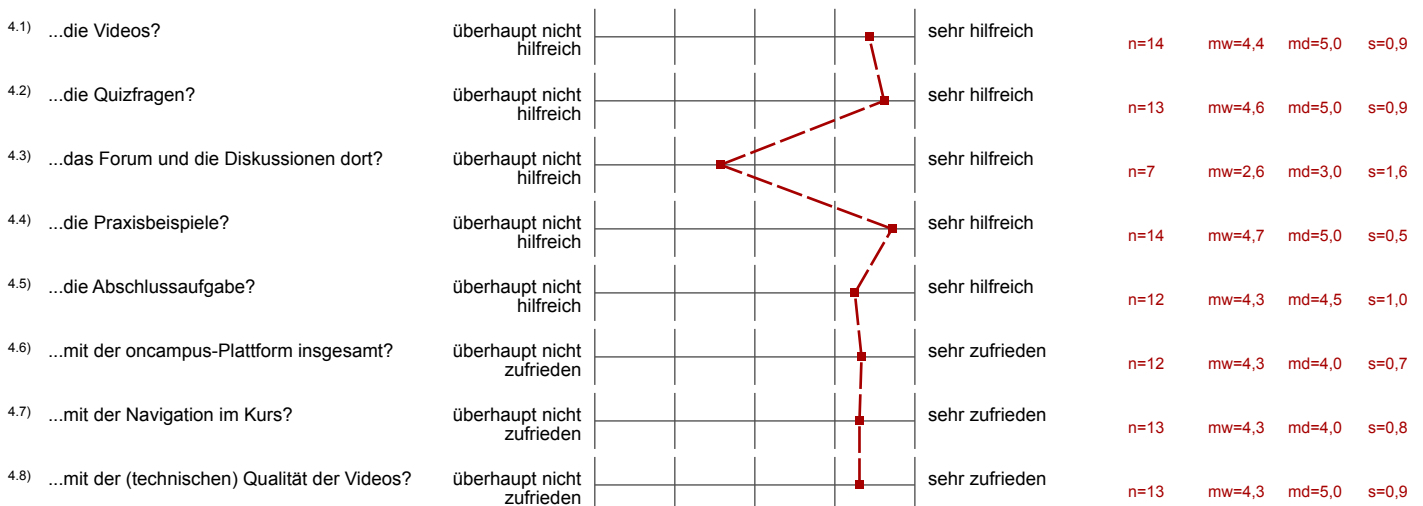 4.1) ...die Videos? überhaupt nicht hilfreich sehr hilfreich n=14 mw=4,4 md=5,0 s=0,9
4.2) ...die Quizfragen? überhaupt nicht hilfreich sehr hilfreich n=13 mw=4,6 md=5,0 s=0,9
4.3) ...das Forum und die Diskussionen dort? überhaupt nicht hilfreich sehr hilfreich n=7 mw=2,6 md=3,0 s=1,6
4.4) ...die Praxisbeispiele? überhaupt nicht hilfreich sehr hilfreich n=14 mw=4,7 md=5,0 s=0,5
4.5) ...die Abschlussaufgabe? überhaupt nicht hilfreich sehr hilfreich n=12 mw=4,3 md=4,5 s=1,0
4.6) ...mit der oncampus-Plattform insgesamt? überhaupt nicht zufrieden sehr zufrieden n=12 mw=4,3 md=4,0 s=0,7
4.7) ...mit der Navigation im Kurs? überhaupt nicht zufrieden sehr zufrieden n=13 mw=4,3 md=4,0 s=0,8
4.8) ...mit der (technischen) Qualität der Videos? überhaupt nicht zufrieden sehr zufrieden n=13 mw=4,3 md=5,0 s=0,9